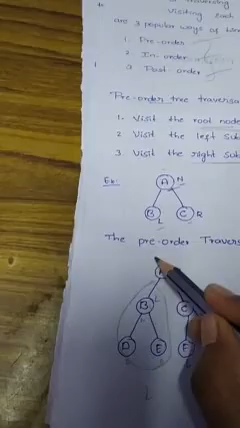 visiting each
are 3 popular ways of
1. Pre-order
2. In order
3. Post-order
Pre-order tree traversa
1. Visit the root node
2 Visit the left sub
3. Visit the right sub
Ex:
A N
B C R
L
The pre-order Travers
B C
D E F